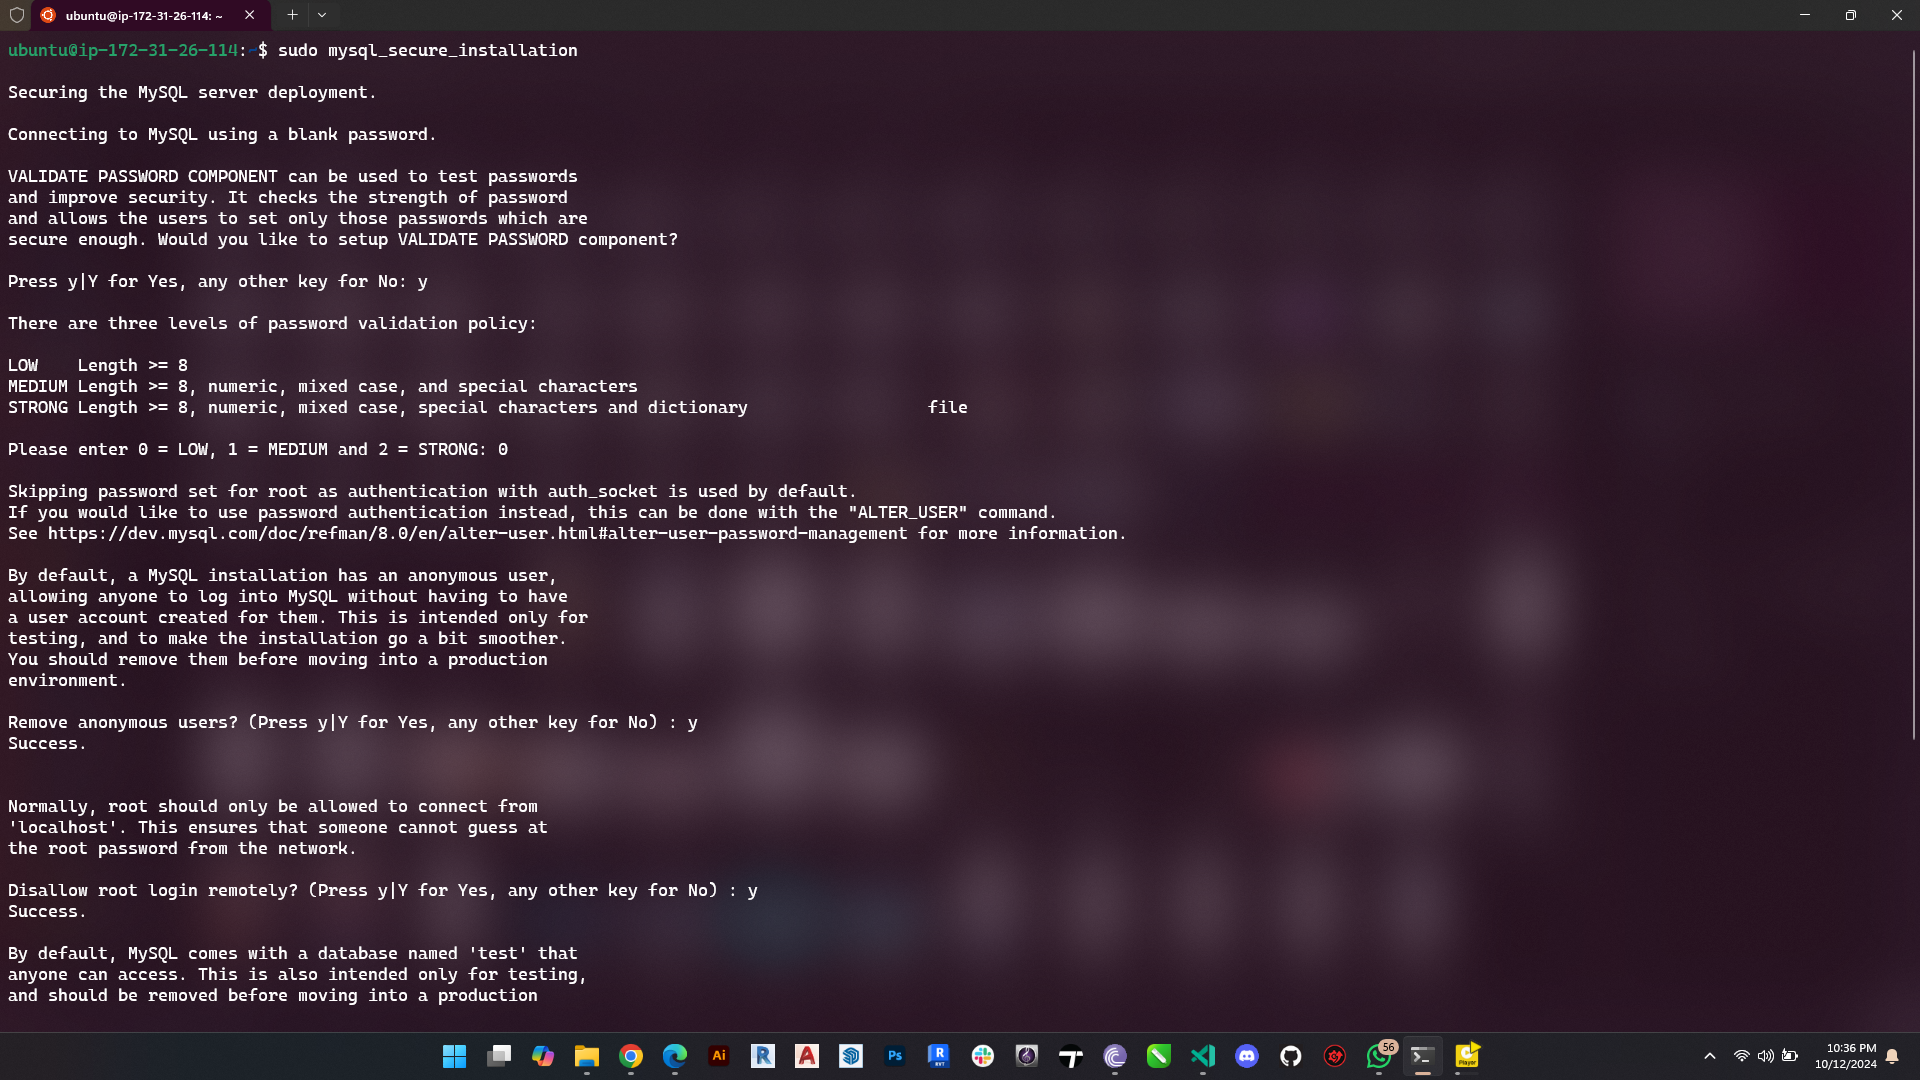 ubuntu@ip-172-31-26-114: ~
ubuntu@ip-172-31-26-114:~$ sudo mysql_secure_installation
Securing the MySQL server deployment.
Connecting to MySQL using a blank password.
VALIDATE PASSWORD COMPONENT can be used to test passwords
and improve security. It checks the strength of password
and allows the users to set only those passwords which are
secure enough. Would you like to setup VALIDATE PASSWORD component?
Press y|Y for Yes, any other key for No: y
There are three levels of password validation policy:
LOW    Length >= 8
MEDIUM Length >= 8, numeric, mixed case, and special characters
STRONG Length >= 8, numeric, mixed case, special characters and dictionary                  file
Please enter 0 = LOW, 1 = MEDIUM and 2 = STRONG: 0
Skipping password set for root as authentication with auth_socket is used by default.
If you would like to use password authentication instead, this can be done with the "ALTER_USER" command.
See https://dev.mysql.com/doc/refman/8.0/en/alter-user.html#alter-user-password-management for more information.
By default, a MySQL installation has an anonymous user,
allowing anyone to log into MySQL without having to have
a user account created for them. This is intended only for
testing, and to make the installation go a bit smoother.
You should remove them before moving into a production
environment.
Remove anonymous users? (Press y|Y for Yes, any other key for No) : y
Success.
Normally, root should only be allowed to connect from
'localhost'. This ensures that someone cannot guess at
the root password from the network.
Disallow root login remotely? (Press y|Y for Yes, any other key for No) : y
Success.
By default, MySQL comes with a database named 'test' that
anyone can access. This is also intended only for testing,
and should be removed before moving into a production
Ai
R
A
Ps
R
RVT
56
Player
10:36 PM
10/12/2024